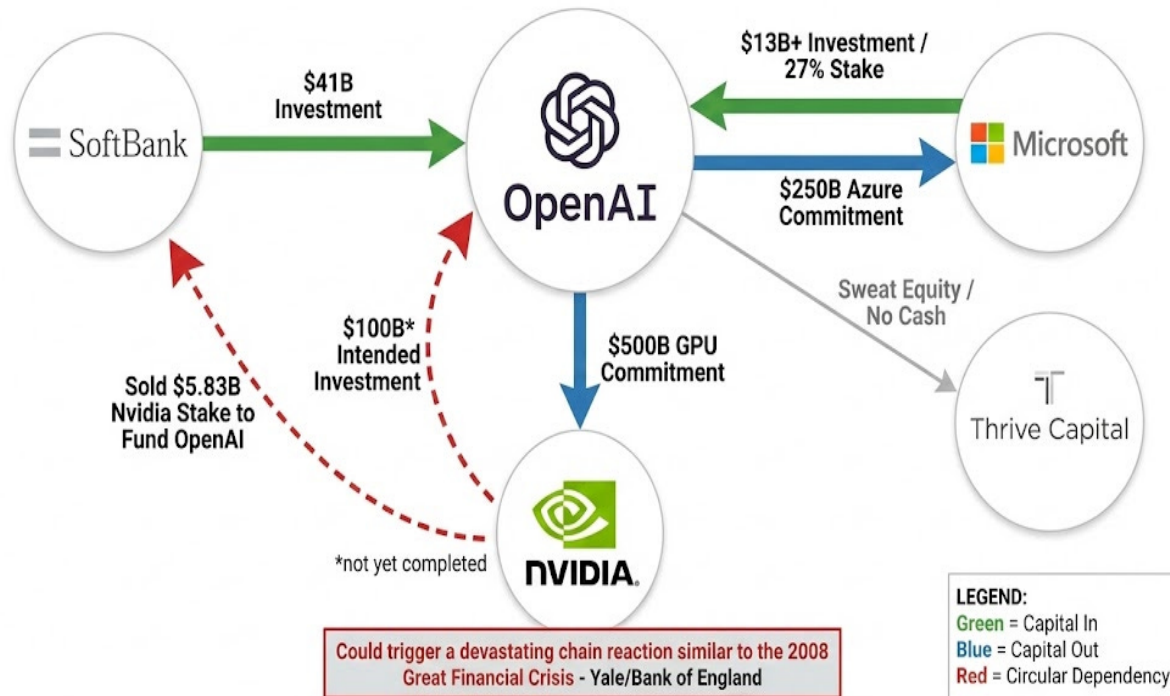 $41B
Investment
$13B+ Investment /
27% Stake
SoftBank
OpenAI
Microsoft
$250B Azure
Commitment
Sweat Equity /
No Cash
$100B*
Intended
Investment
$500B GPU
Commitment
Sold $5.83B
Nvidia Stake to
Fund OpenAI
Thrive Capital
*not yet completed
nVIDIA.
LEGEND:
Green = Capital In
Blue = Capital Out
Red = Circular Dependency
Could trigger a devastating chain reaction similar to the 2008
Great Financial Crisis - Yale/Bank of England